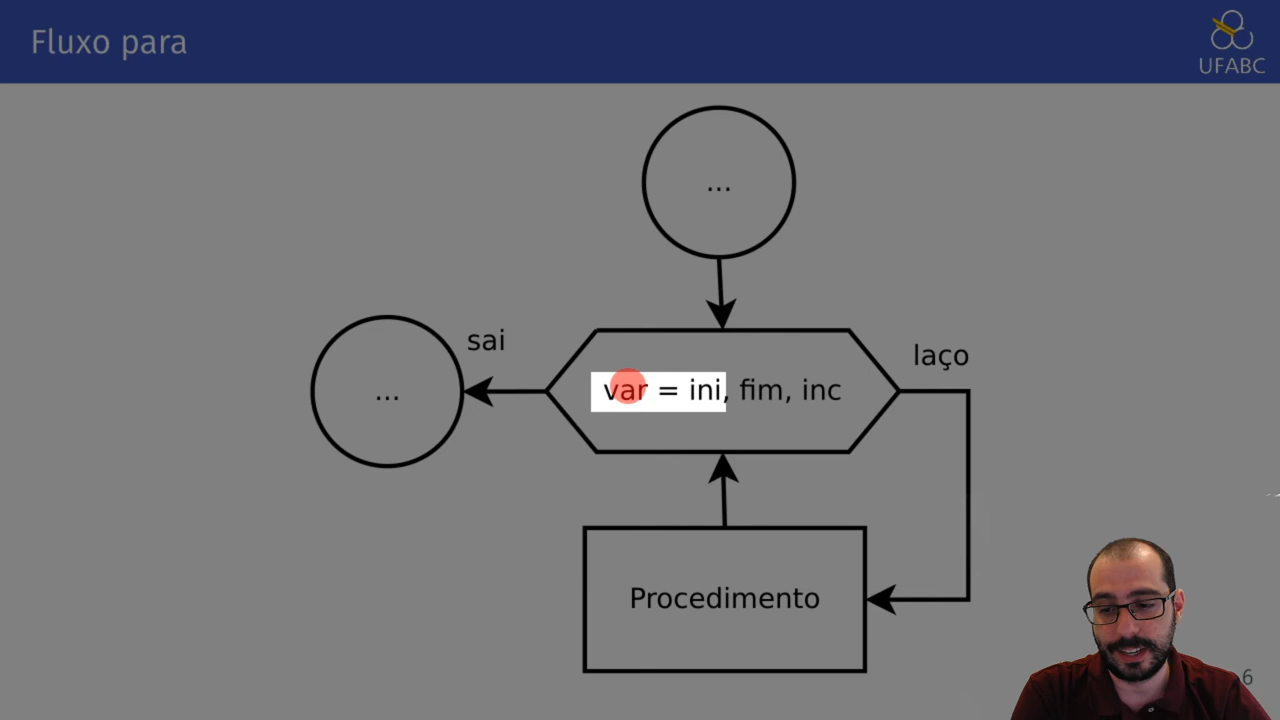 Fluxo para
UFABC
...
sai
laço
var = ini, fim, inc
...
Procedimento
6